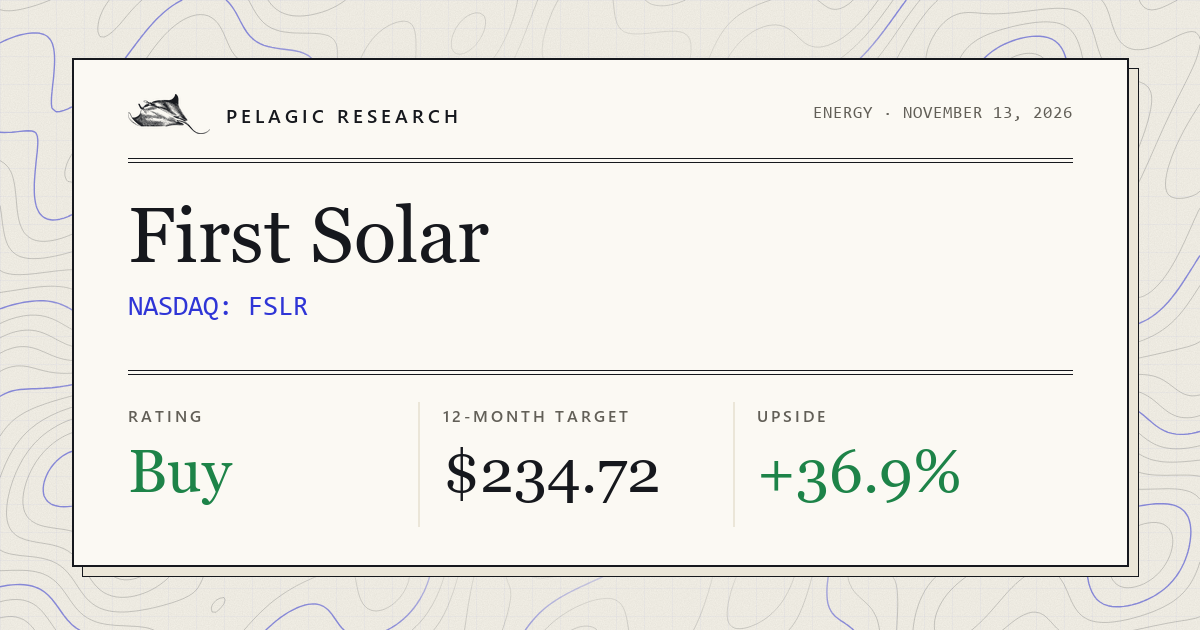 PELAGIC RESEARCH
ENERGY · NOVEMBER 13, 2026
First Solar
NASDAQ: FSLR
RATING
Buy
12-MONTH TARGET
$234.72
UPSIDE
+36.9%